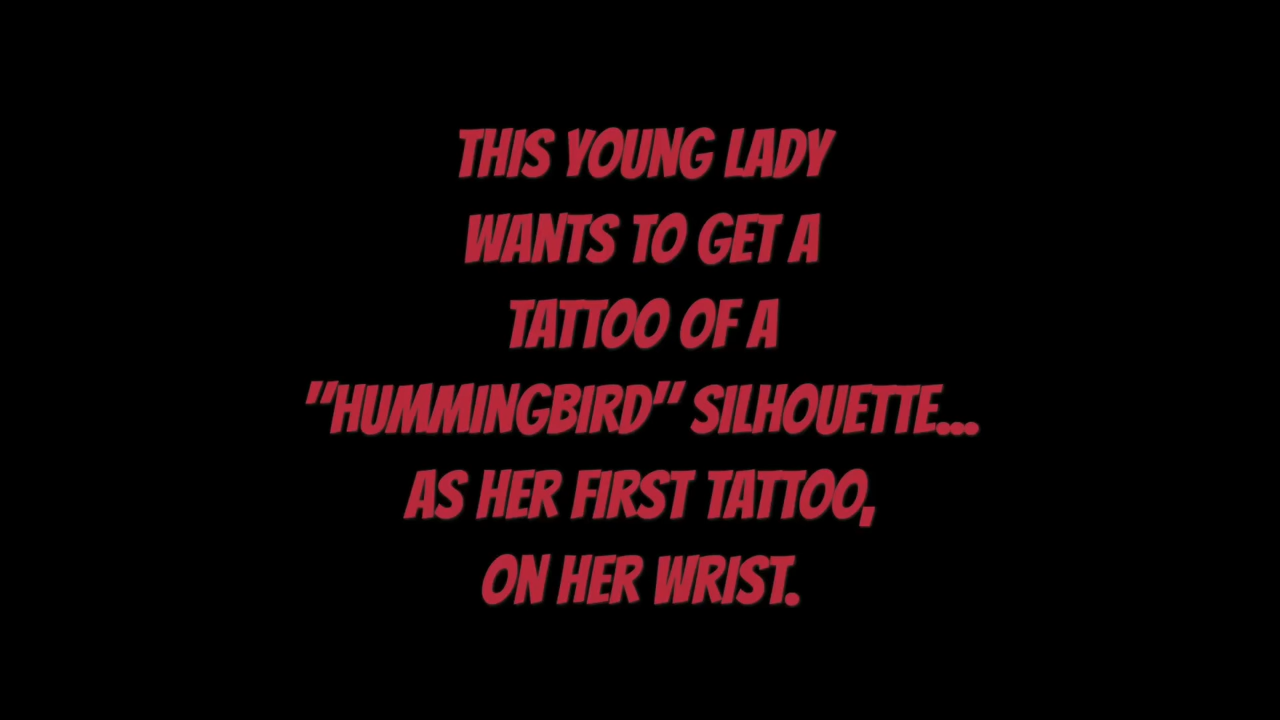 THIS YOUNG LADY
WANTS TO GET A
TATTOO OF A
"HUMMINGBIRD" SILHOUETTE...
AS HER FIRST TATTOO,
ON HER WRIST.